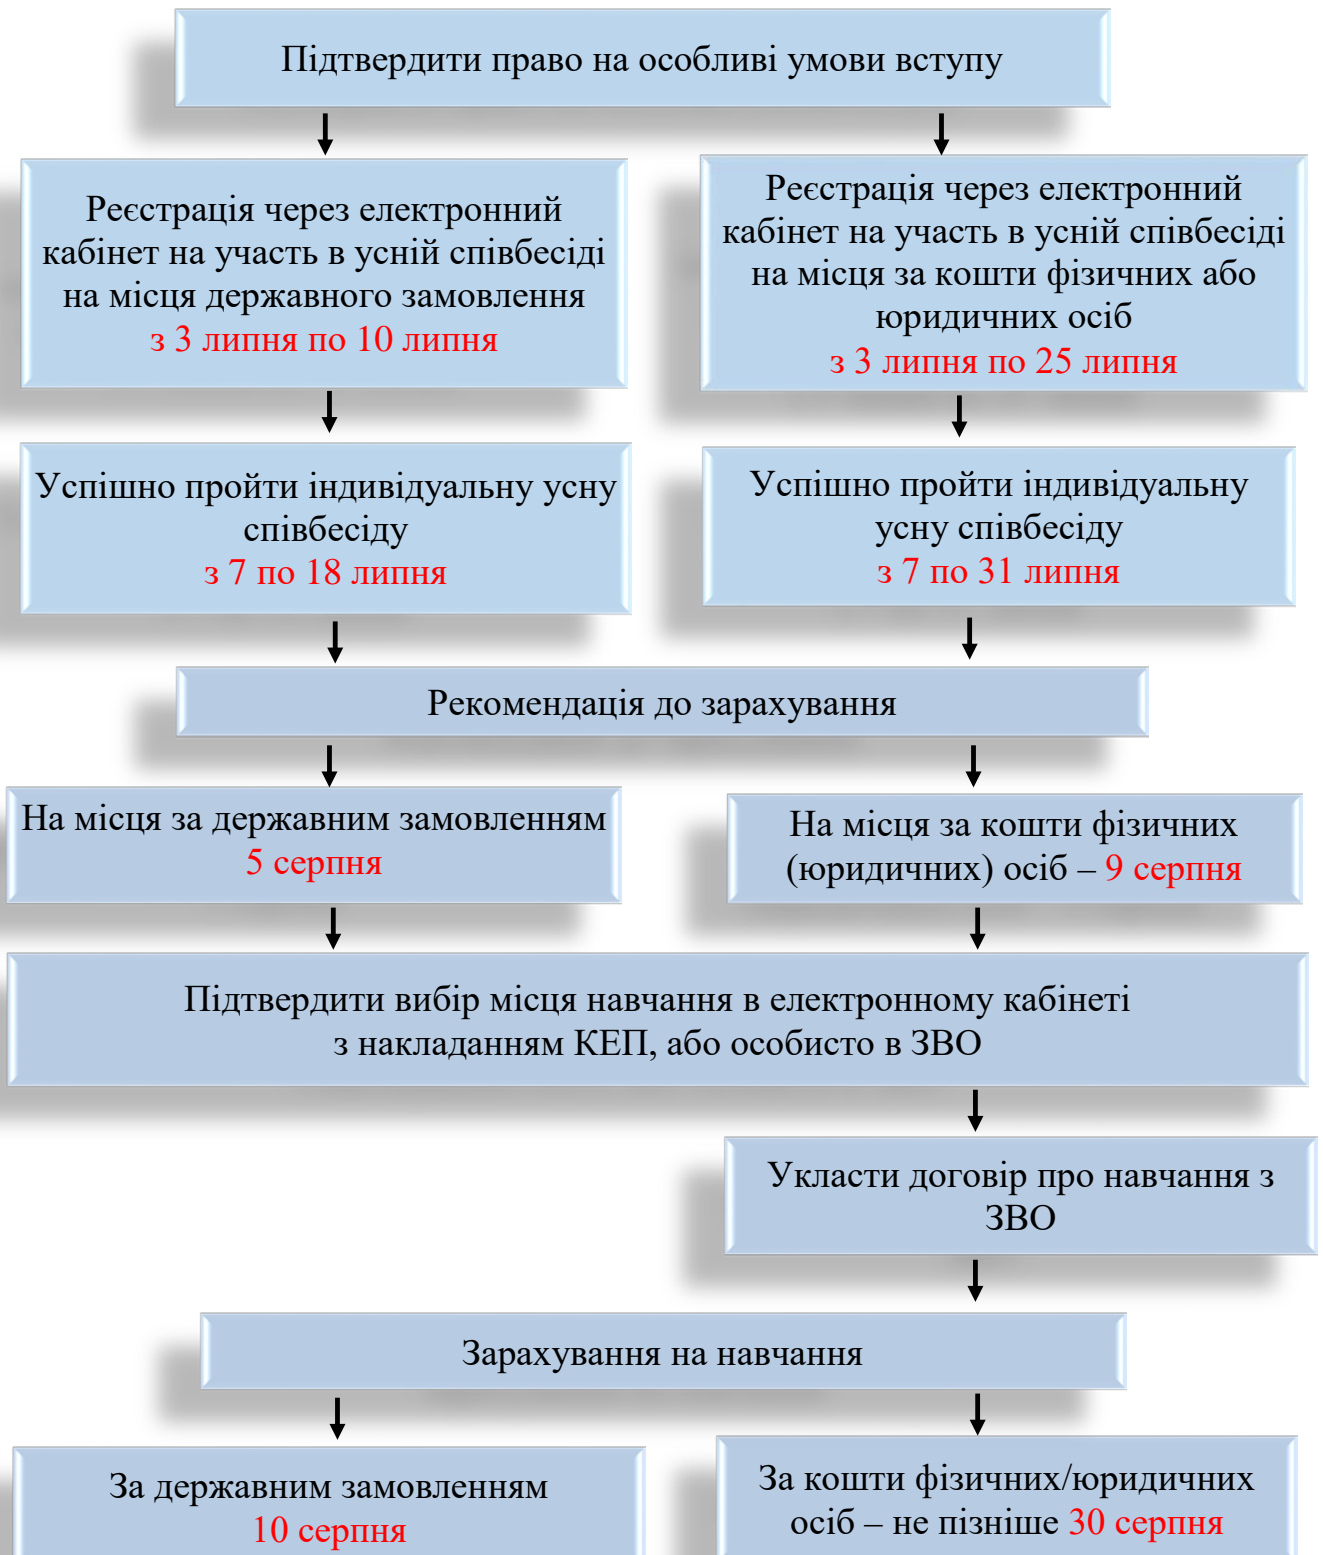 Підтвердити право на особливі умови вступу
Реєстрація через електронний
кабінет на участь в усній співбесіді
на місця державного замовлення
з 3 липня по 10 липня
Реєстрація через електронний
кабінет на участь в усній співбесіді
на місця за кошти фізичних або
юридичних осіб
з 3 липня по 25 липня
Успішно пройти індивідуальну усну
співбесіду
з 7 по 18 липня
Успішно пройти індивідуальну
усну співбесіду
з 7 по 31 липня
Рекомендація до зарахування
На місця за державним замовленням
5 серпня
На місця за кошти фізичних
(юридичних) осіб – 9 серпня
Підтвердити вибір місця навчання в електронному кабінеті
з накладанням КЕП, або особисто в ЗВО
Укласти договір про навчання з
ЗВО
Зарахування на навчання
За державним замовленням
10 серпня
За кошти фізичних/юридичних
осіб – не пізніше 30 серпня